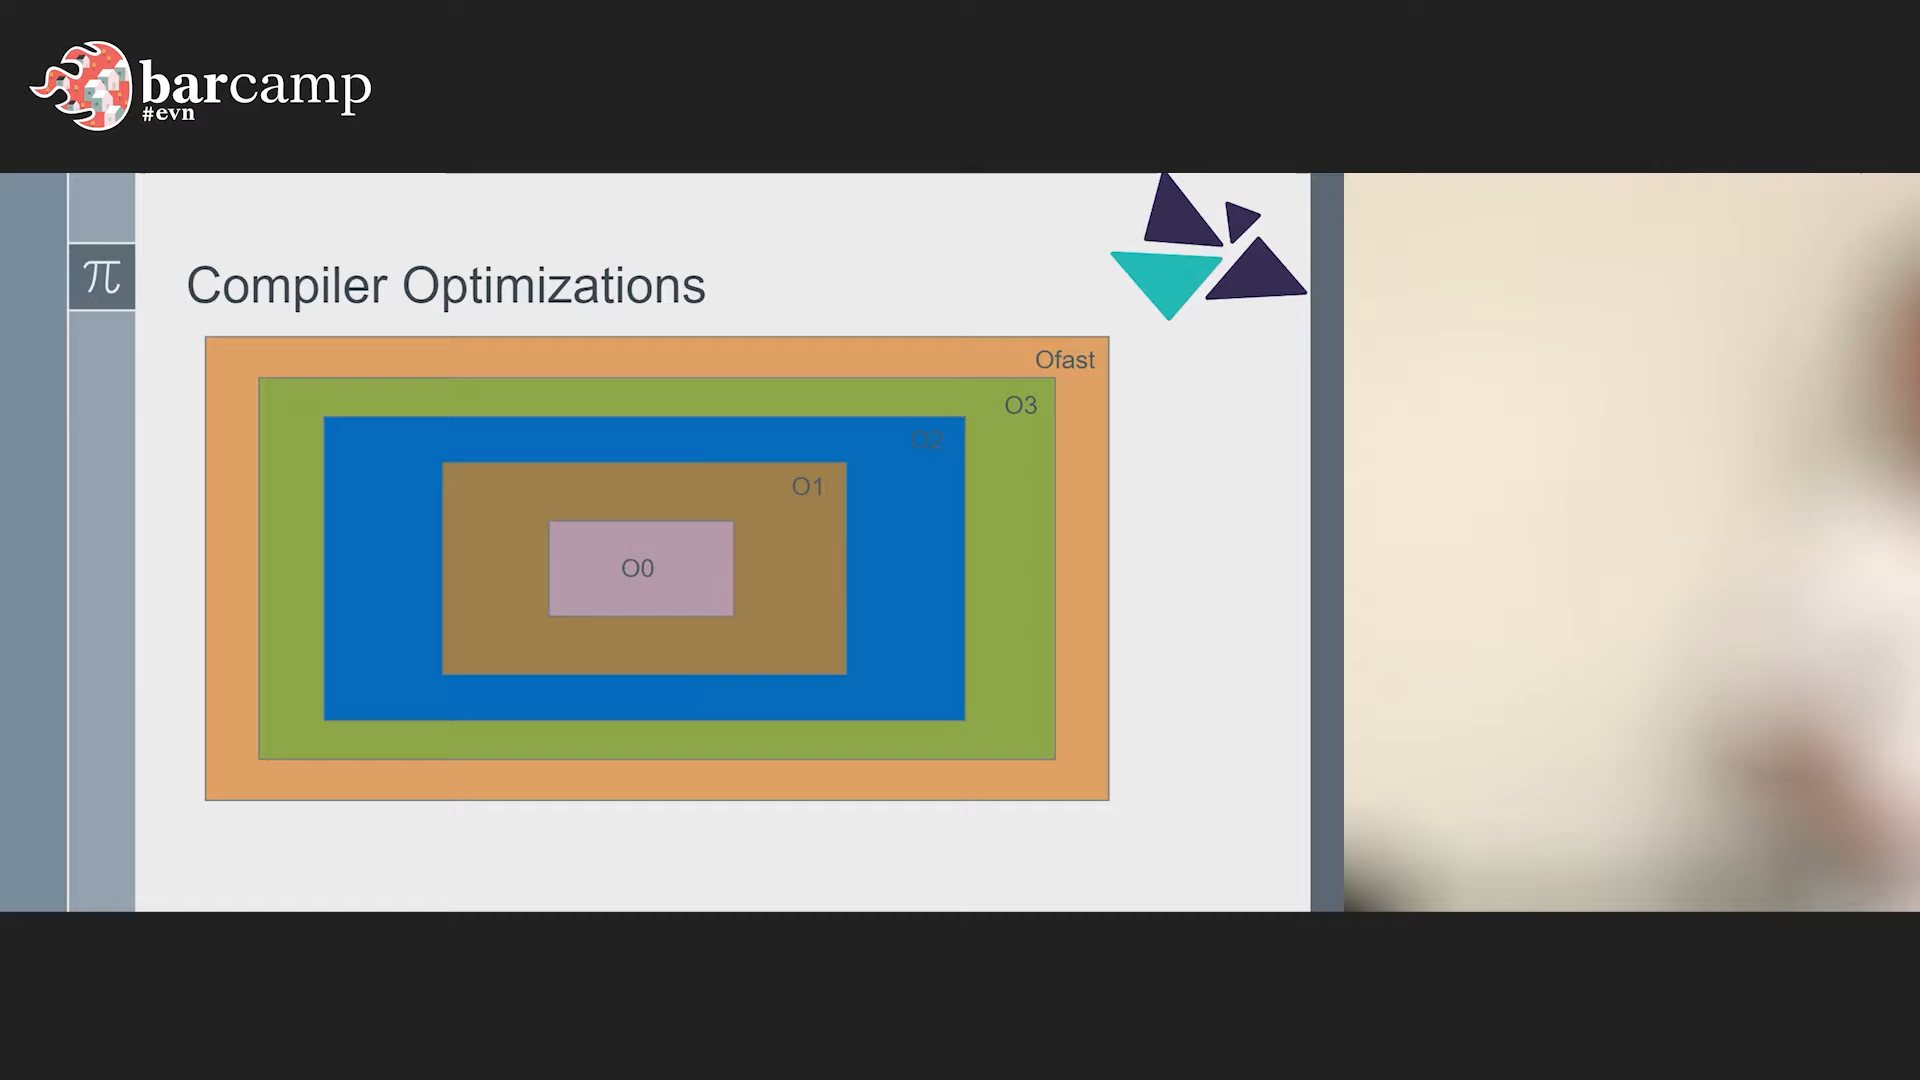 barcamp
#evn
π
Compiler Optimizations
Ofast
O3
O2
O1
O0